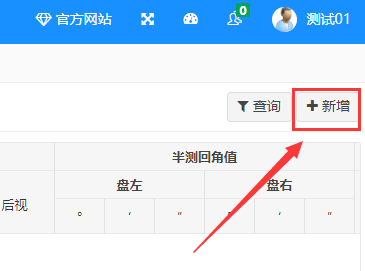 官方网站 0 测试01
查询 新增
半测回角值
盘左 盘右
后视
° ′ ″ ° ′ ″